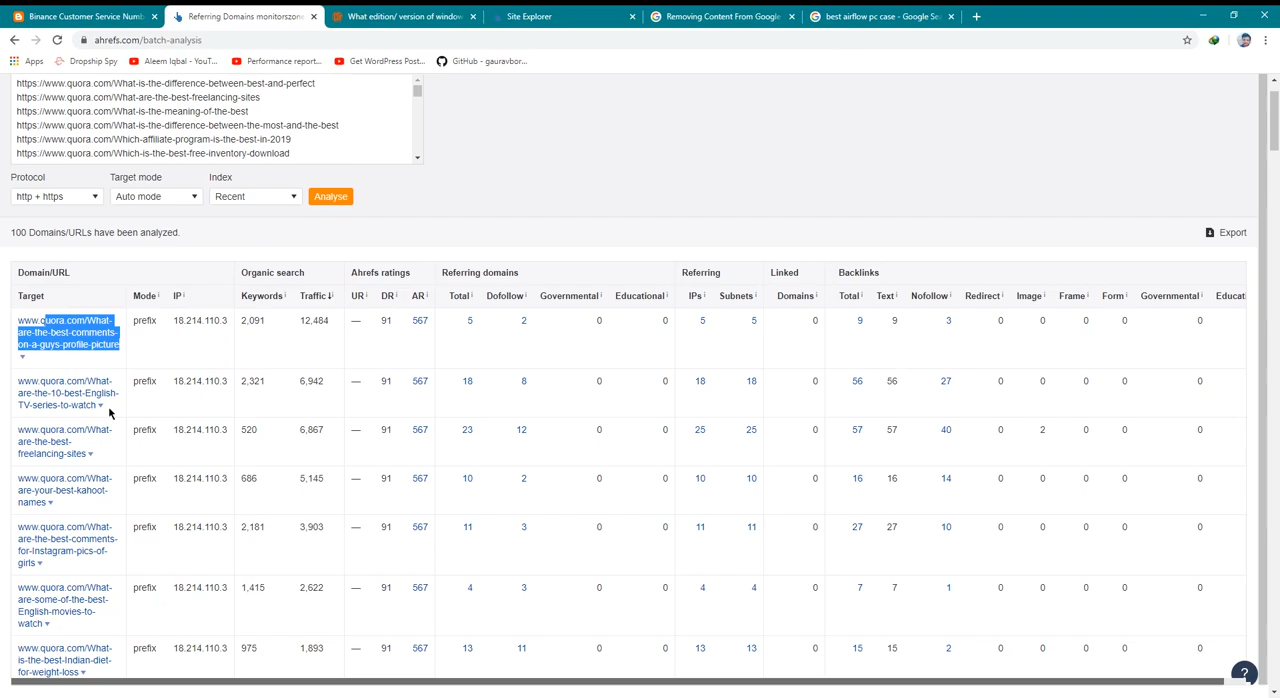 Binance Customer Service Numb
Referring Domains monitorszone
What edition/ version of window
Site Explorer
Removing Content From Google
best airflow pc case - Google Sea
ahrefs.com/batch-analysis
Apps
Dropship Spy
Aleem Iqbal - YouT...
Performance report...
Get WordPress Post...
GitHub - gauravbor...
https://www.quora.com/What-is-the-difference-between-best-and-perfect
https://www.quora.com/What-are-the-best-freelancing-sites
https://www.quora.com/What-is-the-meaning-of-the-best
https://www.quora.com/What-is-the-difference-between-the-most-and-the-best
https://www.quora.com/Which-affiliate-program-is-the-best-in-2019
https://www.quora.com/Which-is-the-best-free-inventory-download
Protocol Target mode Index
http + https Auto mode Recent Analyse
100 Domains/URLs have been analyzed. Export
Domain/URL Organic search Ahrefs ratings Referring domains Referring Linked Backlinks
Target Mode IP Keywords Traffic UR DR AR Total Dofollow Governmental Educational IPs Subnets Domains Total Text Nofollow Redirect Image Frame Form Governmental Educati
www.quora.com/What- prefix 18.214.110.3 2,091 12,484 — 91 567 5 2 0 0 5 5 0 9 9 3 0 0 0 0 0
are-the-best-comments-
on-a-guys-profile-picture
www.quora.com/What- prefix 18.214.110.3 2,321 6,942 — 91 567 18 8 0 0 18 18 0 56 56 27 0 0 0 0 0
are-the-10-best-English-
TV-series-to-watch
www.quora.com/What- prefix 18.214.110.3 520 6,867 — 91 567 23 12 0 0 25 25 0 57 57 40 0 2 0 0 0
are-the-best-
freelancing-sites
www.quora.com/What- prefix 18.214.110.3 686 5,145 — 91 567 10 2 0 0 10 10 0 16 16 14 0 0 0 0 0
are-your-best-kahoot-
names
www.quora.com/What- prefix 18.214.110.3 2,181 3,903 — 91 567 11 3 0 0 11 11 0 27 27 10 0 0 0 0 0
are-the-best-comments-
for-Instagram-pics-of-
girls
www.quora.com/What- prefix 18.214.110.3 1,415 2,622 — 91 567 4 3 0 0 4 4 0 7 7 1 0 0 0 0 0
are-some-of-the-best-
English-movies-to-
watch
www.quora.com/What- prefix 18.214.110.3 975 1,893 — 91 567 13 11 0 0 13 13 0 15 15 2 0 0 0 0 0
is-the-best-Indian-diet-
for-weight-loss
?